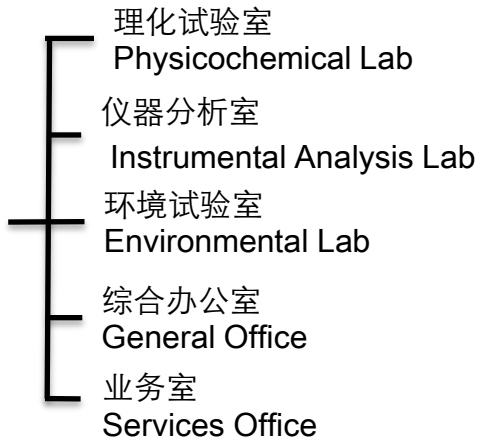 理化试验室
Physicochemical Lab
仪器分析室
Instrumental Analysis Lab
环境试验室
Environmental Lab
综合办公室
General Office
业务室
Services Office